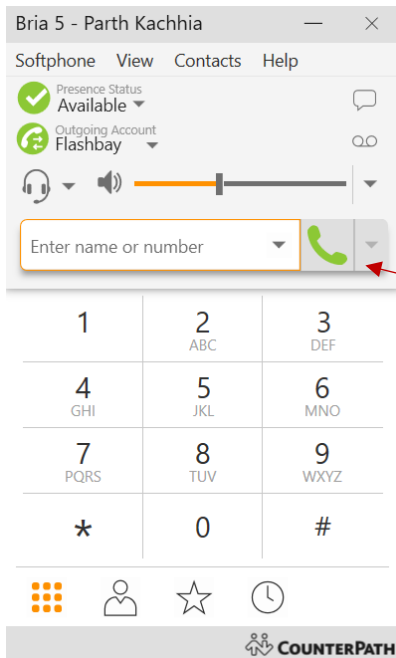 Bria 5 - Parth Kachhia
Softphone View Contacts Help
Presence Status
Available
Outgoing Account
Flashbay
Enter name or number
1 2 3
ABC DEF
4 5 6
GHI JKL MNO
7 8 9
PQRS TUV WXYZ
* 0 #
COUNTERPATH